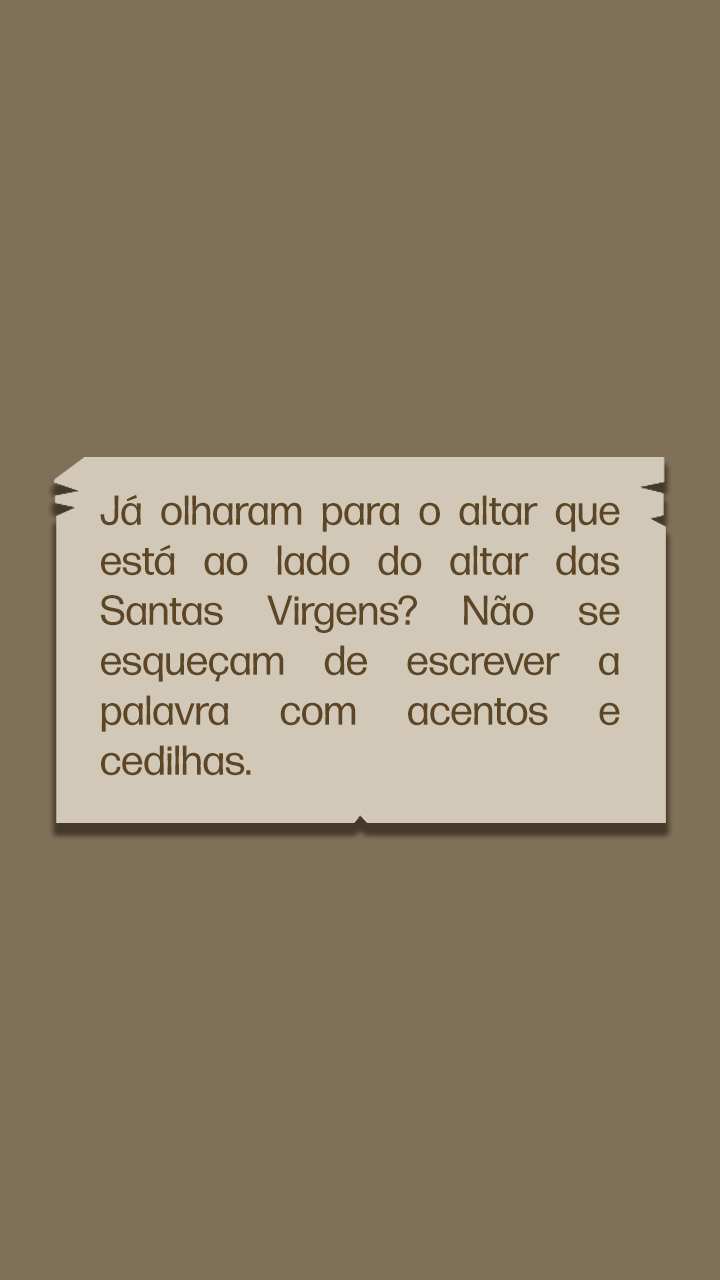 Já olharam para o altar que
está ao lado do altar das
Santas Virgens? Não se
esqueçam de escrever a
palavra com acentos e
cedilhas.